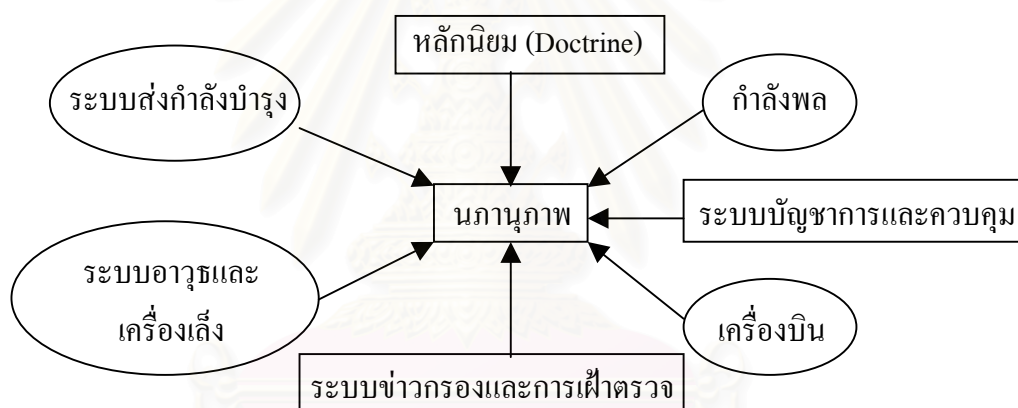 หลักนิยม (Doctrine)
ระบบส่งกำลังบำรุง
กำลังพล
นภานุภาพ
ระบบบัญชาการและควบคุม
ระบบอาวุธและ
เครื่องเล็ง
เครื่องบิน
ระบบข่าวกรองและการเฝ้าตรวจ